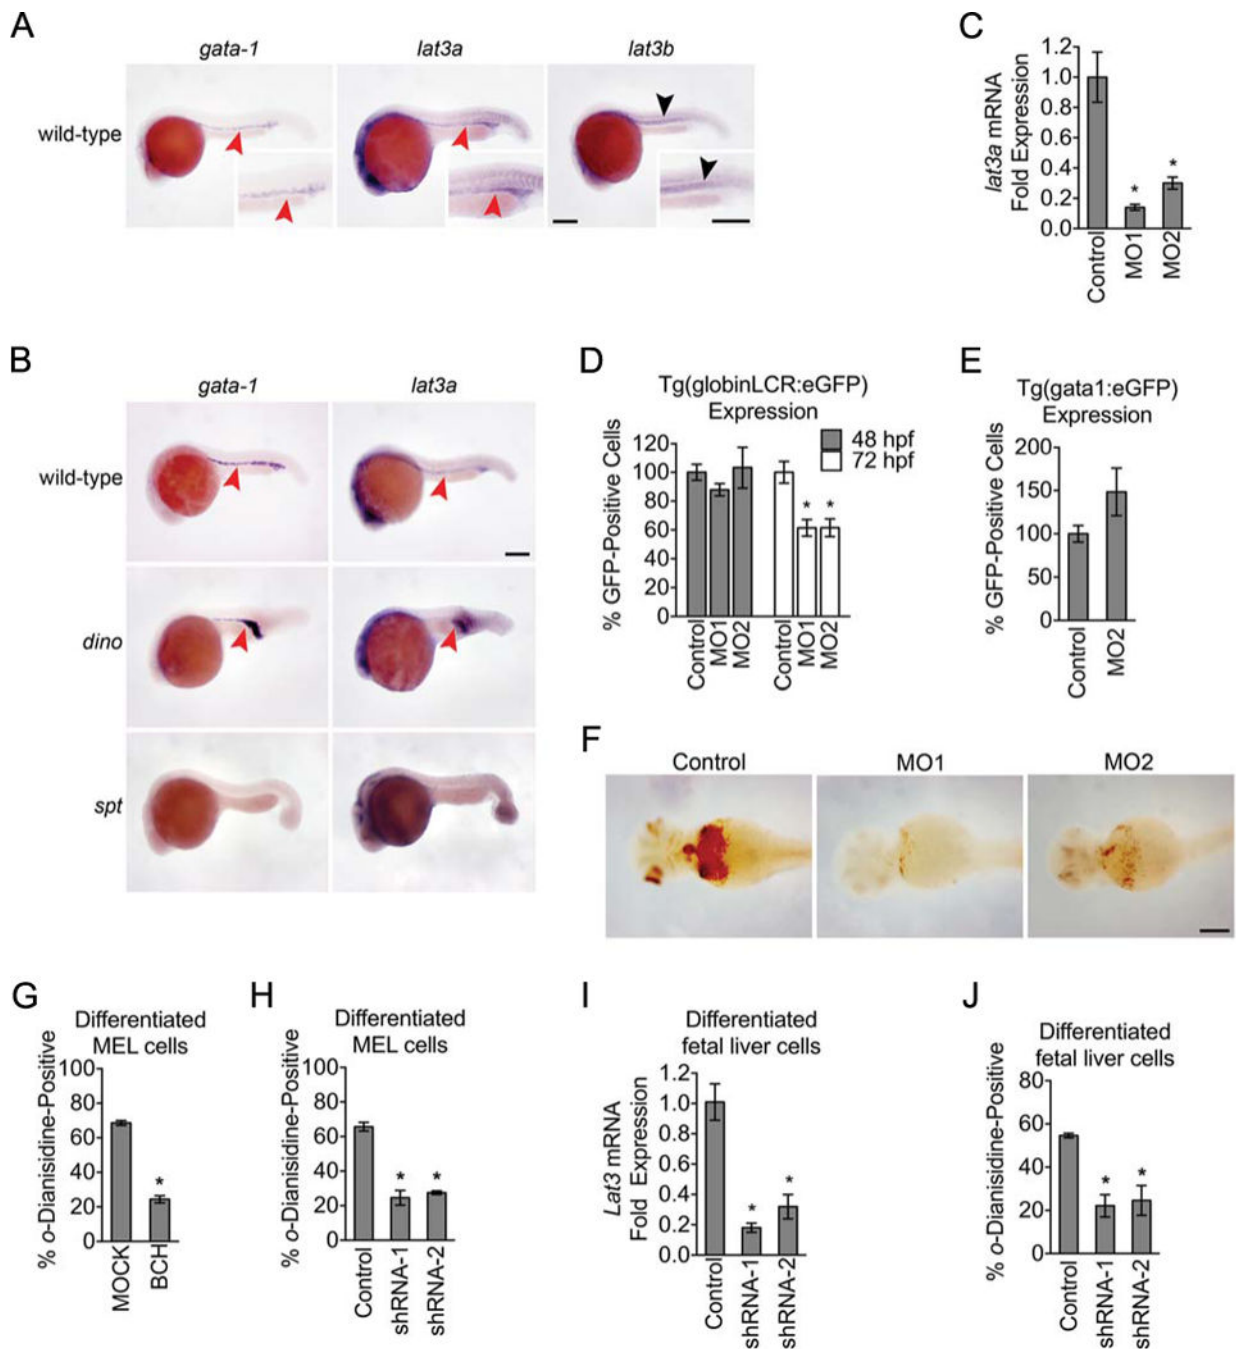 A
gata-1
lat3a
lat3b
wild-type
C
lat3a mRNA
Fold Expression
1.2
1.0
0.8
0.6
0.4
0.2
0.0
*
*
Control
MO1
MO2
B
gata-1
lat3a
wild-type
dino
spt
D
Tg(globinLCR:eGFP)
Expression
48 hpf
72 hpf
% GFP-Positive Cells
120
100
80
60
40
20
0
*
*
Control
MO1
MO2
Control
MO1
MO2
E
Tg(gata1:eGFP)
Expression
% GFP-Positive Cells
200
150
100
50
0
Control
MO2
F
Control
MO1
MO2
G
Differentiated
MEL cells
% o-Dianisidine-Positive
100
80
60
40
20
0
*
MOCK
BCH
H
Differentiated
MEL cells
% o-Dianisidine-Positive
100
80
60
40
20
0
*
*
Control
shRNA-1
shRNA-2
I
Differentiated
fetal liver cells
Lat3 mRNA
Fold Expression
1.2
1.0
0.8
0.6
0.4
0.2
0.0
*
*
Control
shRNA-1
shRNA-2
J
Differentiated
fetal liver cells
% o-Dianisidine-Positive
80
60
40
20
0
*
*
Control
shRNA-1
shRNA-2